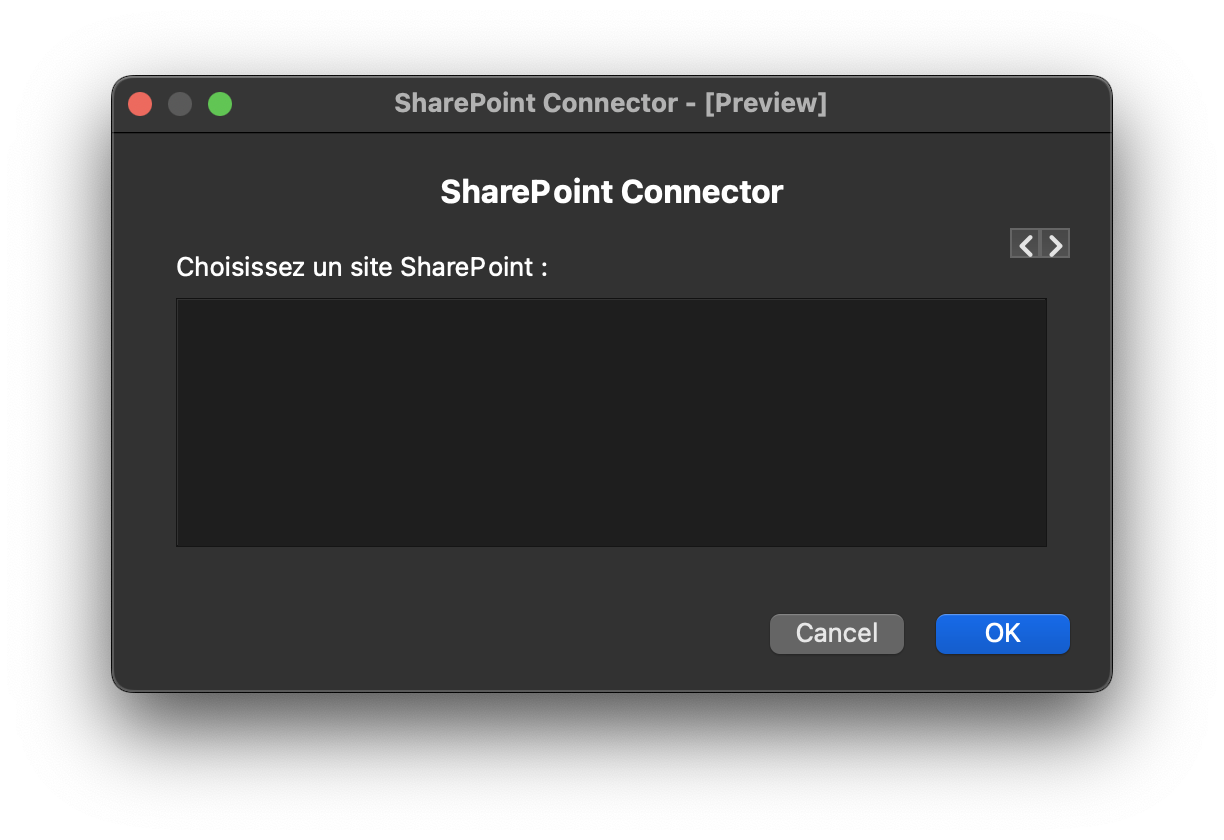 SharePoint Connector - [Preview]
SharePoint Connector
Choisissez un site SharePoint :
Cancel
OK